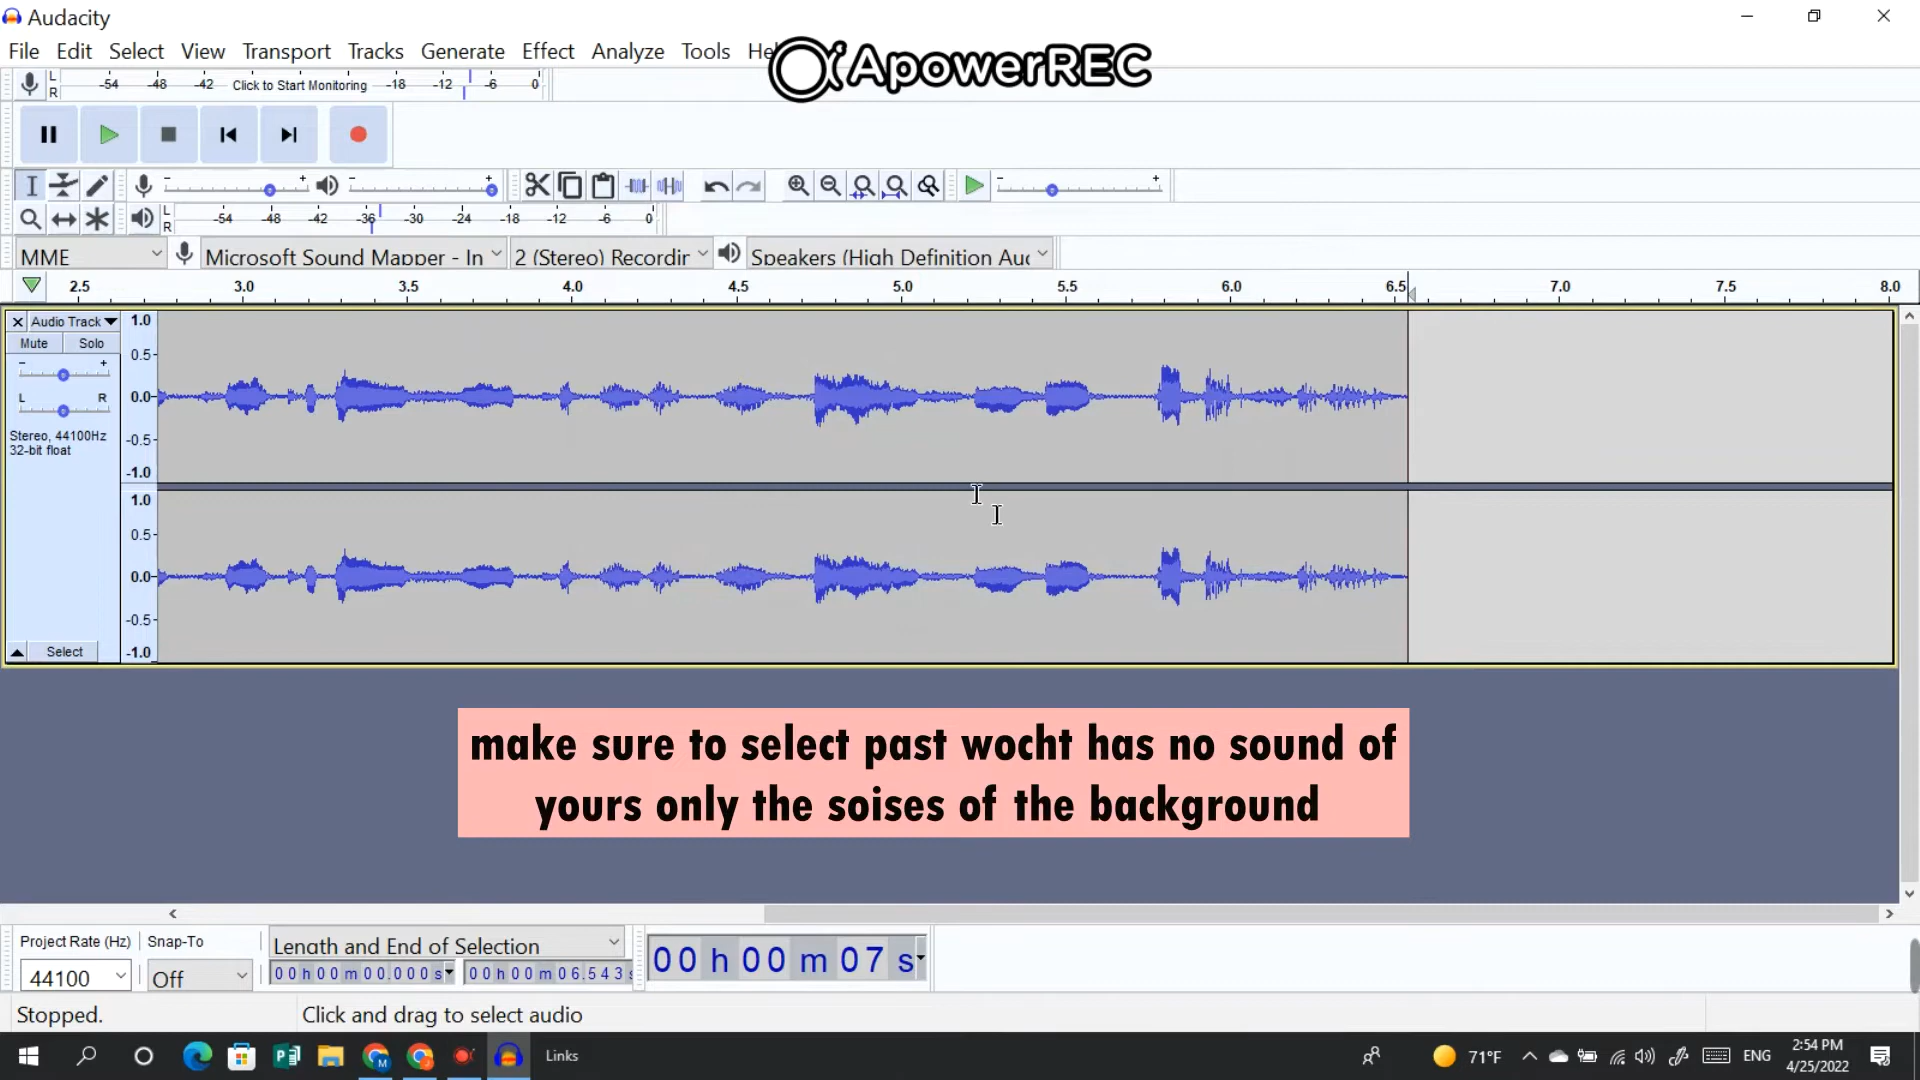 Audacity
File Edit Select View Transport Tracks Generate Effect Analyze Tools Hel
ApowerREC
L
R
-54 -48 -42 Click to Start Monitoring -18 -12 -6 0
L
R
-54 -48 -42 -36 -30 -24 -18 -12 -6 0
MME Microsoft Sound Mapper - In 2 (Stereo) Recordir Speakers (High Definition Auc
2.5 3.0 3.5 4.0 4.5 5.0 5.5 6.0 6.5 7.0 7.5 8.0
Audio Track
Mute Solo
- +
L R
Stereo, 44100Hz
32-bit float
Select
1.0
0.5
0.0
-0.5
-1.0
1.0
0.5
0.0
-0.5
-1.0
make sure to select past wocht has no sound of
yours only the soises of the background
Project Rate (Hz) Snap-To Length and End of Selection
44100 Off 00h00m00.000s 00h00m06.543s 00 h 00 m 07 s
Stopped. Click and drag to select audio
Links 71°F ENG 2:54 PM
4/25/2022